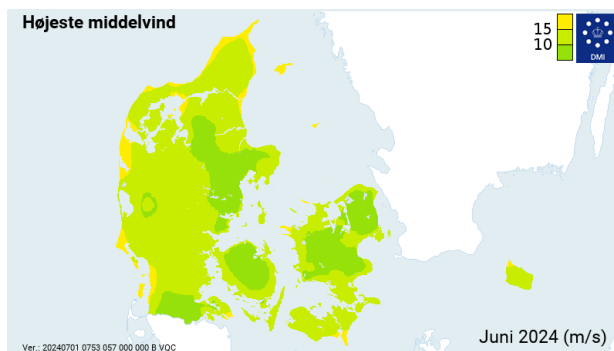 Højeste middelvind
15
10
DMI
Juni 2024 (m/s)
Ver.: 20240701 0753 057 000 000 B VQC